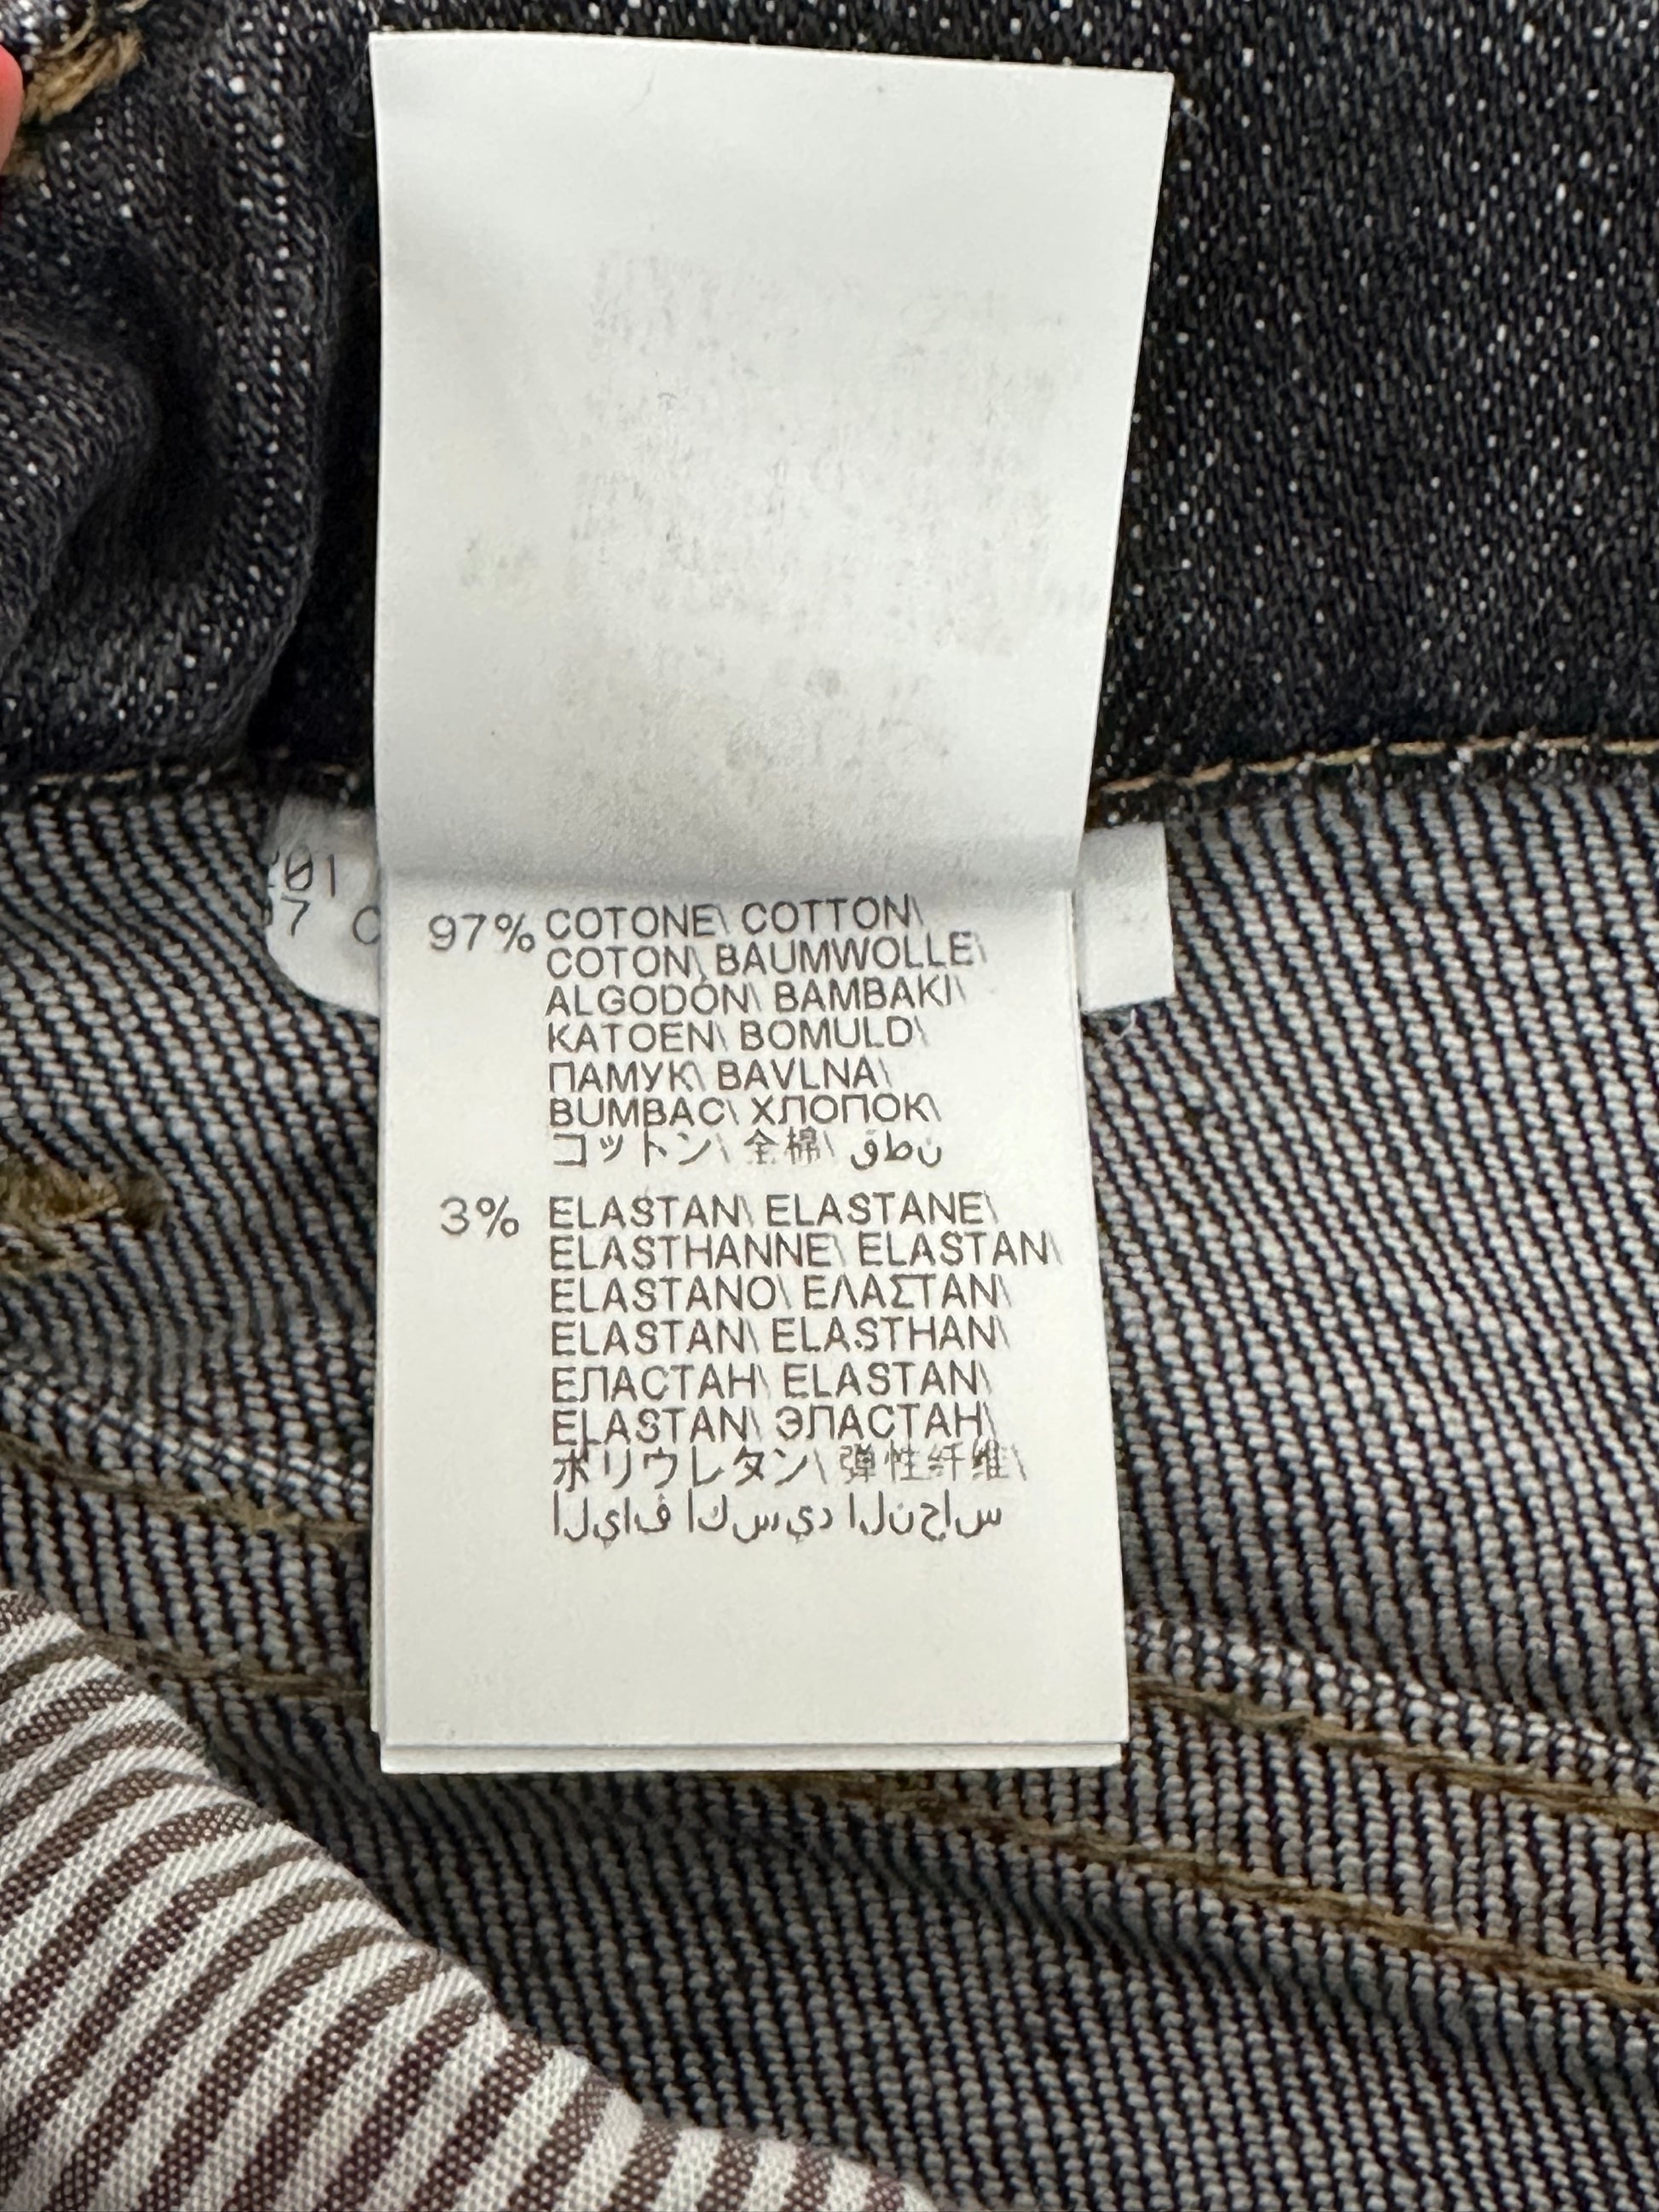 97% COTONE\ COTTON\
COTON\ BAUMWOLLE\
ALGODÓN\ BAMBAKI\
KATOEN\ BOMULD\
ПАМУК\ BAVLNA\
BUMBAC\ ХЛОПОК\
コットン\ 全棉\ قطن
3% ELASTAN\ ELASTANE\
ELASTHANNE\ ELASTAN\
ELASTANO\ ΕΛΑΣΤΑΝ\
ELASTAN\ ELASTHAN\
ЕЛАСТАН\ ELASTAN\
ELASTAN\ ЭЛАСТАН\
ポリウレタン\ 弹性纤维\
الياف اكسيد النحاس